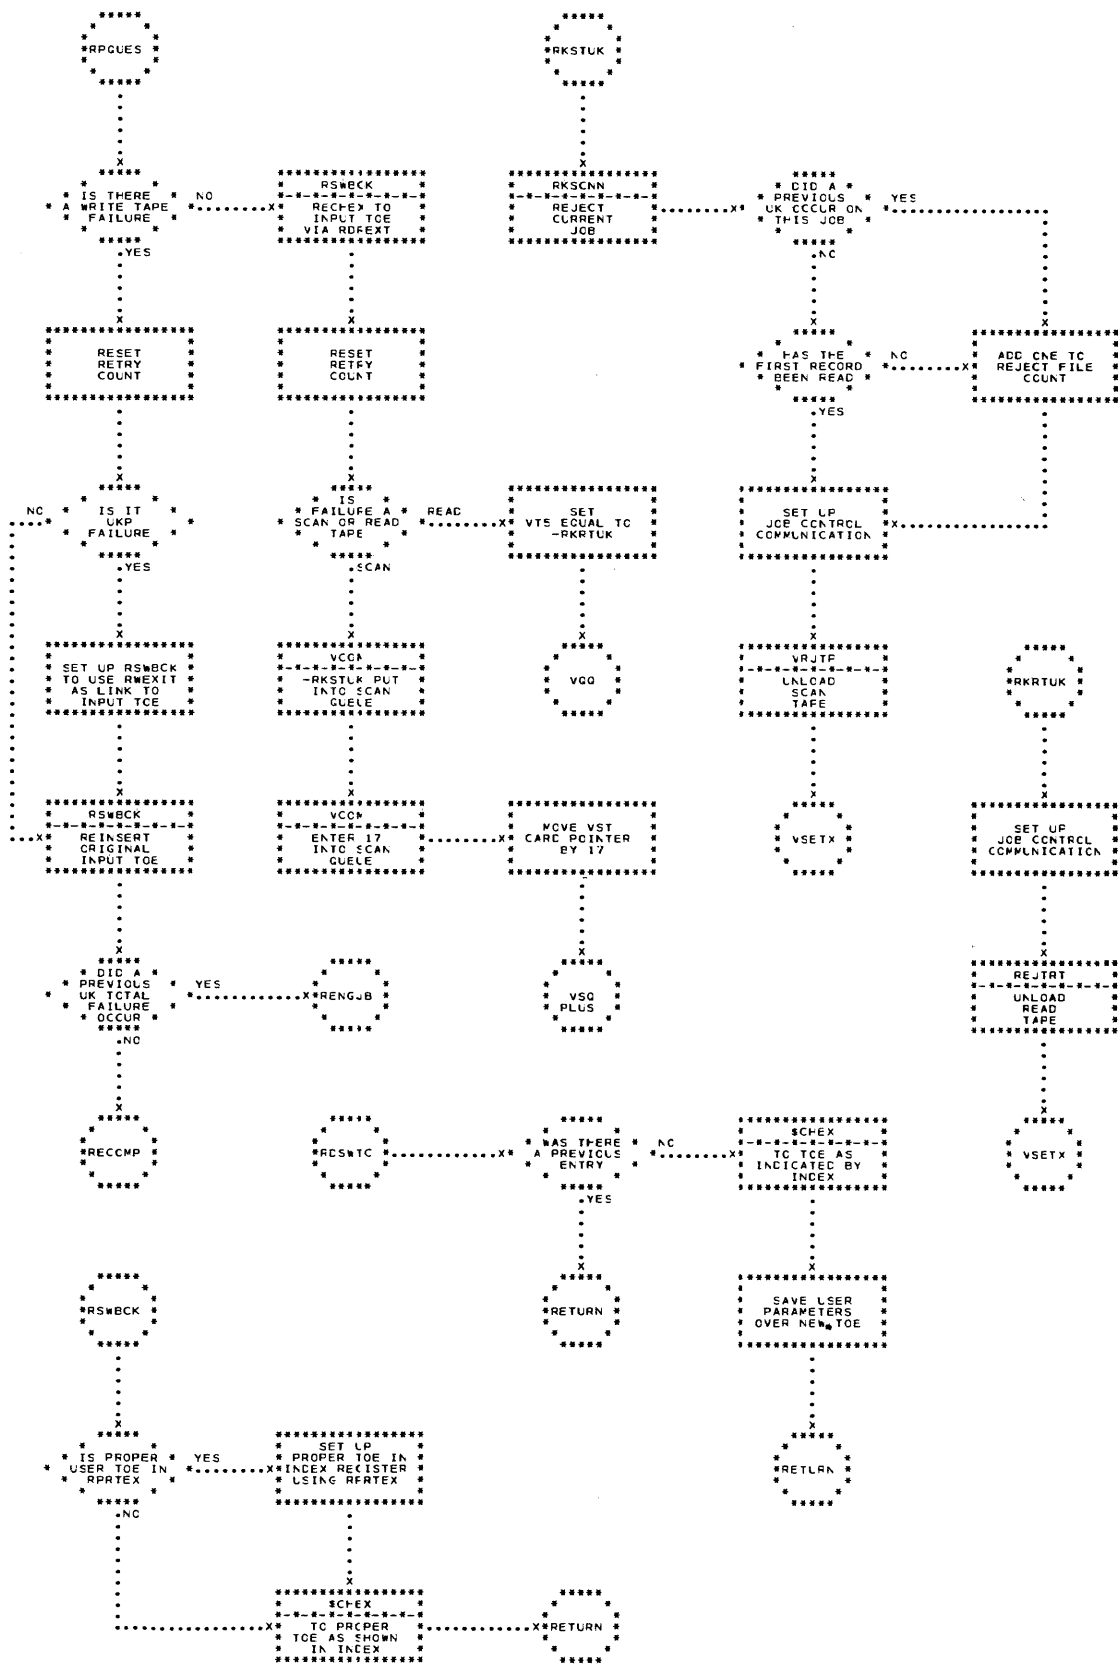 RPGUES
RKSTUK
IS THERE
A WRITE TAPE
FAILURE
NO
YES
RSWBCK
RECHEX TO
INPUT TOE
VIA RDREXT
RKSCNN
REJECT
CURRENT
JOB
DID A
PREVIOUS
UK OCCUR ON
THIS JOB
YES
NO
RESET
RETRY
COUNT
RESET
RETRY
COUNT
HAS THE
FIRST RECORD
BEEN READ
NO
YES
ADD ONE TO
REJECT FILE
COUNT
NO
IS IT
UKP
FAILURE
YES
IS
FAILURE A
SCAN OR READ
TAPE
READ
SCAN
SET
VT5 EQUAL TO
-RKRTUK
SET UP
JOB CONTROL
COMMUNICATION
SET UP RSWBCK
TO USE RWEXIT
AS LINK TO
INPUT TOE
VCOM
-RKSTUK PUT
INTO SCAN
QUEUE
VGQ
VRJTP
UNLOAD
SCAN
TAPE
RKRTUK
RSWBCK
REINSERT
ORIGINAL
INPUT TOE
VCOM
ENTER 17
INTO SCAN
QUEUE
MOVE VST
CARD POINTER
BY 17
VSETX
SET UP
JOB CONTROL
COMMUNICATION
DID A
PREVIOUS
UK TOTAL
FAILURE
OCCUR
YES
NO
RENGJB
VSQ
PLUS
REJTRT
UNLOAD
READ
TAPE
RECCMP
RDSWTC
WAS THERE
A PREVIOUS
ENTRY
NO
YES
$CHEX
TO TOE AS
INDICATED BY
INDEX
VSETX
RSWBCK
RETURN
SAVE USER
PARAMETERS
OVER NEW TOE
IS PROPER
USER TOE IN
RPRTEX
YES
NO
SET UP
PROPER TOE IN
INDEX REGISTER
USING RPRTEX
RETURN
$CHEX
TO PROPER
TOE AS SHOWN
IN INDEX
RETURN